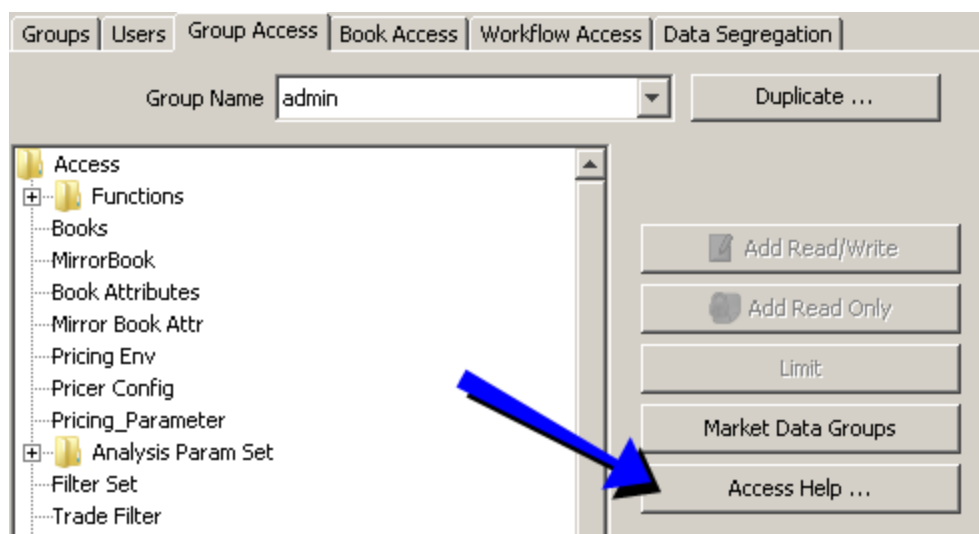 Groups Users Group Access Book Access Workflow Access Data Segregation
Group Name admin Duplicate ...
Access
Functions
Books
MirrorBook
Book Attributes
Mirror Book Attr
Pricing Env
Pricer Config
Pricing_Parameter
Analysis Param Set
Filter Set
Trade Filter
Add Read/Write
Add Read Only
Limit
Market Data Groups
Access Help ...